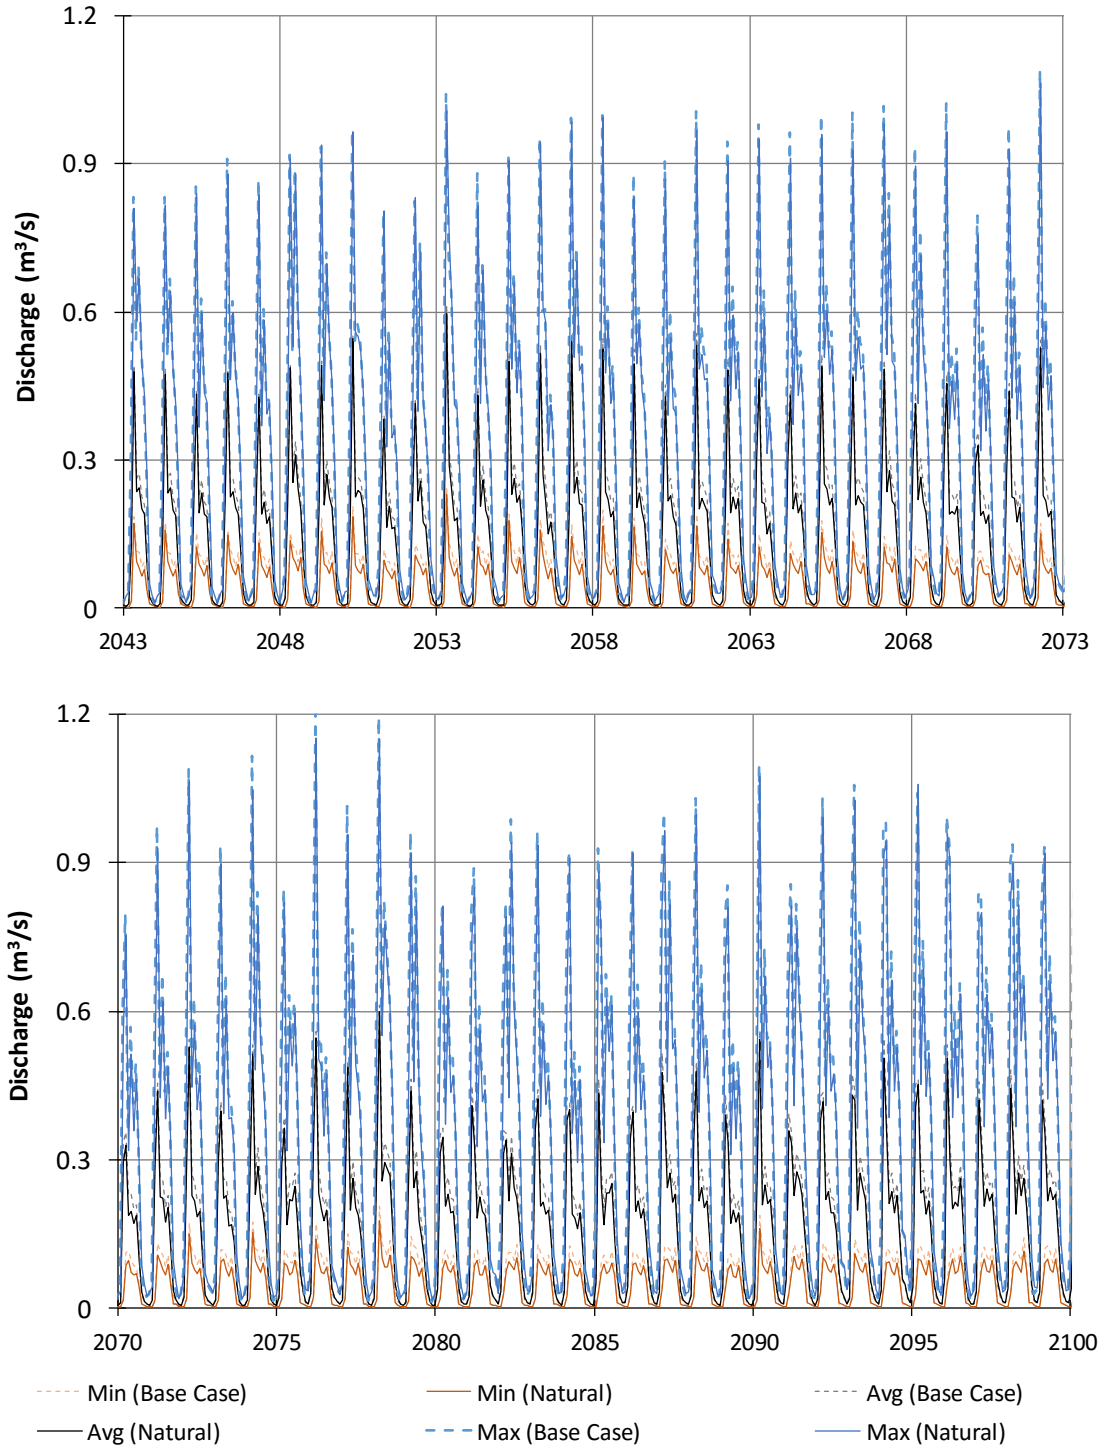 1.2
0.9
0.6
0.3
0
Discharge (m³/s)
2043 2048 2053 2058 2063 2068 2073
1.2
0.9
0.6
0.3
0
Discharge (m³/s)
2070 2075 2080 2085 2090 2095 2100
Min (Base Case) Min (Natural) Avg (Base Case)
Avg (Natural) Max (Base Case) Max (Natural)